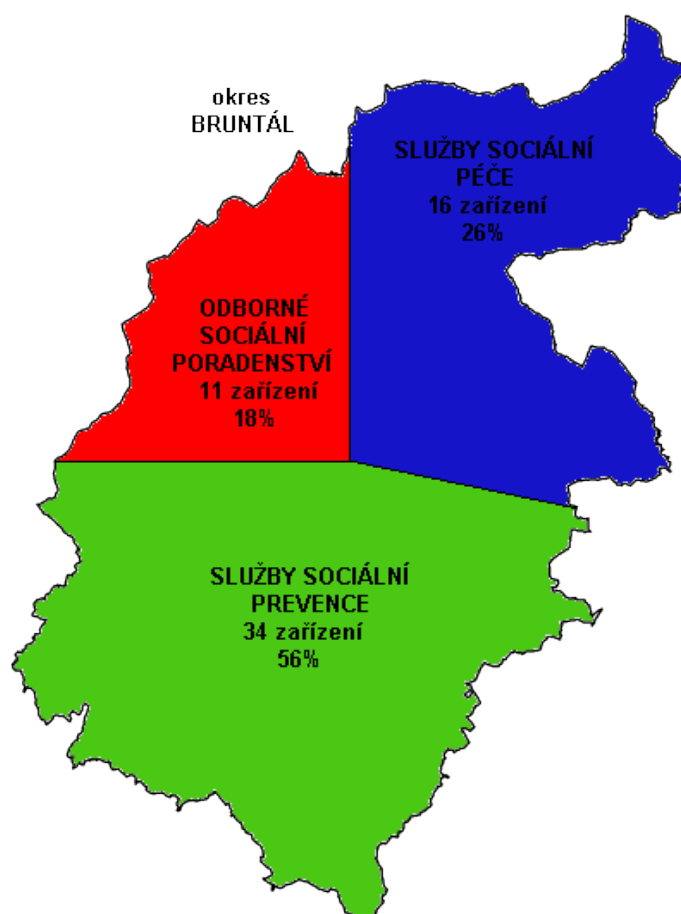 okres
BRUNTÁL
SLUŽBY SOCIÁLNÍ
PÉČE
16 zařízení
26%
ODBORNÉ
SOCIÁLNÍ
PORADENSTVÍ
11 zařízení
18%
SLUŽBY SOCIÁLNÍ
PREVENCE
34 zařízení
56%